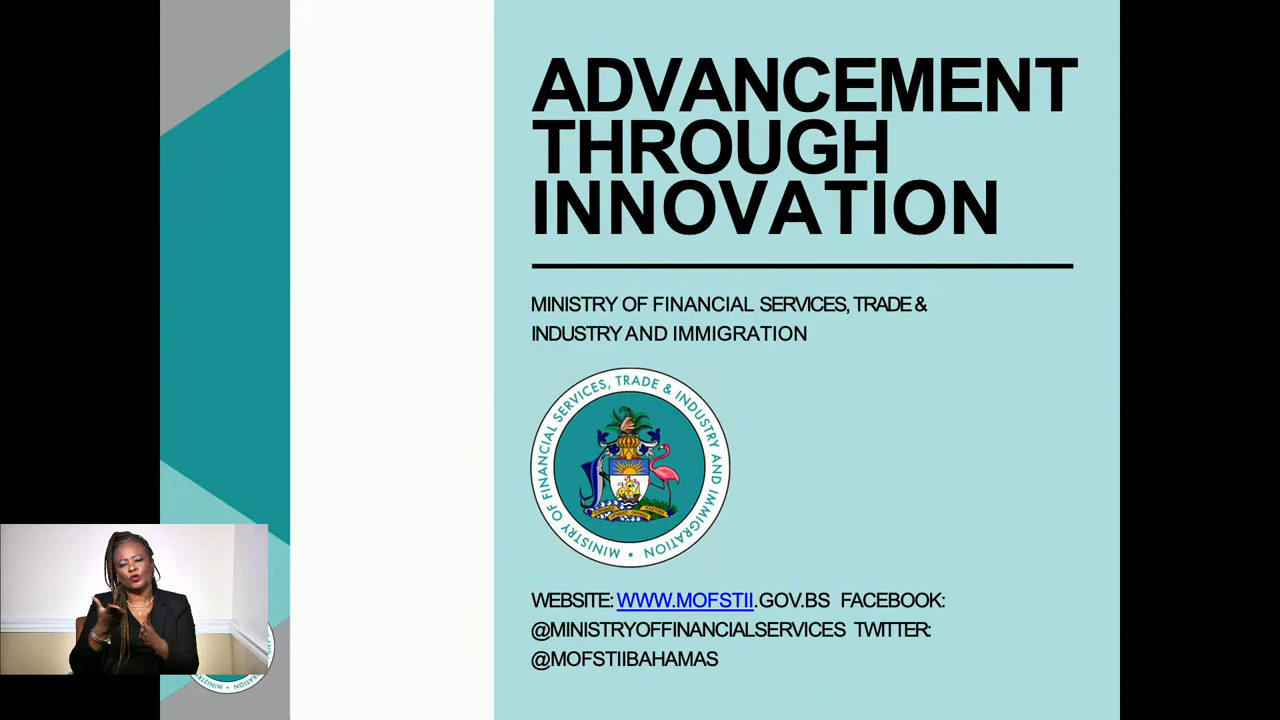 ADVANCEMENT
THROUGH
INNOVATION
MINISTRY OF FINANCIAL SERVICES, TRADE &
INDUSTRY AND IMMIGRATION
MINISTRY OF FINANCIAL SERVICES, TRADE & INDUSTRY AND IMMIGRATION •
WEBSITE: WWW.MOFSTII.GOV.BS FACEBOOK:
@MINISTRYOFFINANCIALSERVICES TWITTER:
@MOFSTIIBAHAMAS